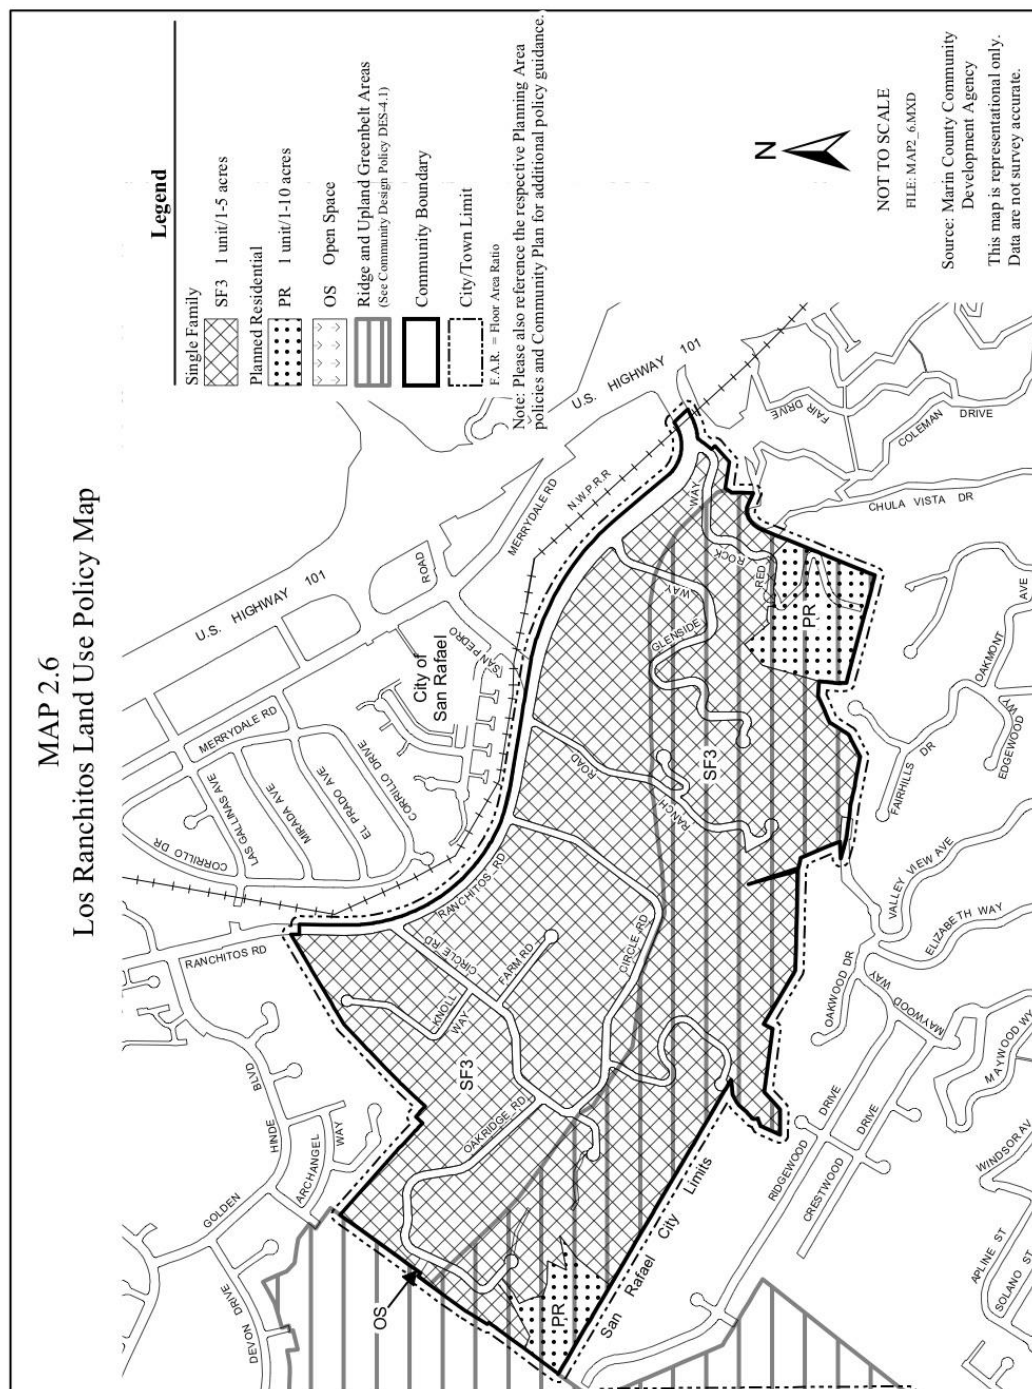 MAP 2.6
Los Ranchitos Land Use Policy Map
Legend
Single Family
SF3 1 unit/1-5 acres
Planned Residential
PR 1 unit/1-10 acres
OS Open Space
Ridge and Upland Greenbelt Areas
(See Community Design Policy DES-4.1)
Community Boundary
City/Town Limit
F.A.R. = Floor Area Ratio
Note: Please also reference the respective Planning Area
policies and Community Plan for additional policy guidance.
N
NOT TO SCALE
FILE: MAP2_6.MXD
Source: Marin County Community
Development Agency
This map is representational only.
Data are not survey accurate.
U.S. HIGHWAY 101
U.S. HIGHWAY 101
MERRYDALE RD
MERRYDALE RD
ROAD
SAN PEDRO
City of
San Rafael
N.W.P.R.R
CORRILLO DR
LAS GALLINAS AVE
MIRADA AVE
EL PRADO AVE
CORRILLO DRIVE
RANCHITOS RD
RANCHITOS RD
GOLDEN
HINDE
BLVD
ARCHANGEL
WAY
DEVON DRIVE
OS
SF3
KNOLL
WAY
CIRCLE RD
FARM RD
CIRCLE RD
OAKRIDGE RD
ROAD
RANCH
GLENSIDE
WAY
RED
ROCK
WAY
SF3
PR
PR
San Rafael City Limits
FAIR DRIVE
COLEMAN DRIVE
CHULA VISTA DR
OAKMONT
AVE
EDGEWOOD WY
FAIRHILLS DR
VALLEY VIEW AVE
ELIZABETH WAY
OAKWOOD DR
MAYWOOD WAY
MAYWOOD WY
RIDGEWOOD DRIVE
CRESTWOOD DRIVE
WINDSOR AV
APLINE ST
SOLANO ST